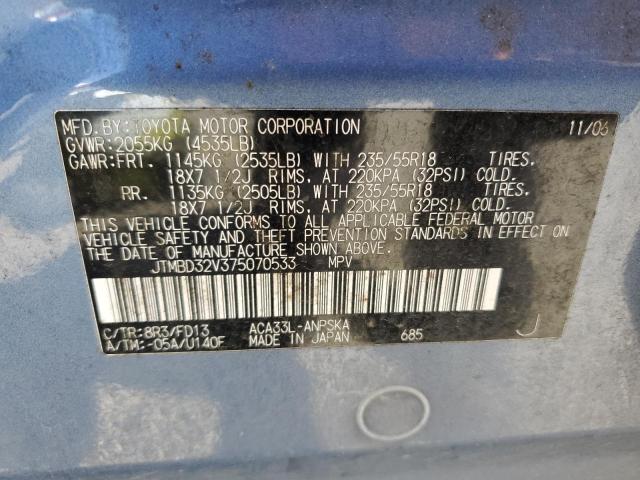 MFD.BY:TOYOTA MOTOR CORPORATION 11/06
GVWR:2055KG (4535LB)
GAWR:FRT. 1145KG (2535LB) WITH 235/55R18 TIRES.
18X7 1/2J RIMS, AT 220KPA (32PSI) COLD.
RR. 1135KG (2505LB) WITH 235/55R18 TIRES.
18X7 1/2J RIMS, AT 220KPA (32PSI) COLD.
THIS VEHICLE CONFORMS TO ALL APPLICABLE FEDERAL MOTOR
VEHICLE SAFETY AND THEFT PREVENTION STANDARDS IN EFFECT ON
THE DATE OF MANUFACTURE SHOWN ABOVE.
JTMBD32V375070533 MPV
C/TR:8R3/FD13 ACA33L-ANPSKA 685 J
A/TM:-05A/U140F MADE IN JAPAN